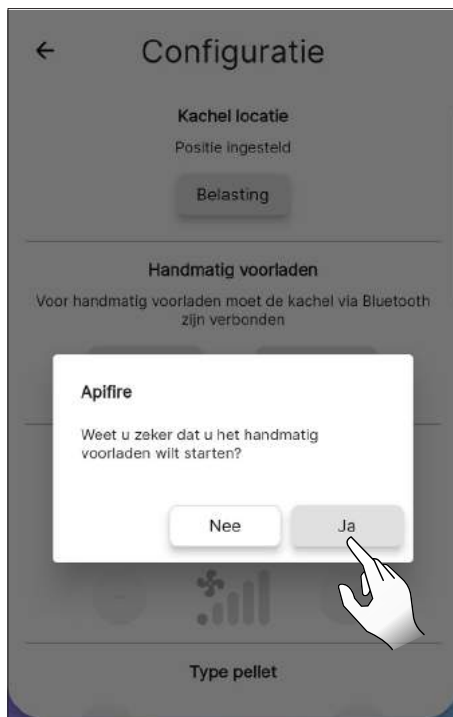 Configuratie
Kachel locatie
Positie ingesteld
Belasting
Handmatig voorladen
Voor handmatig voorladen moet de kachel via Bluetooth
zijn verbonden
Apifire
Weet u zeker dat u het handmatig
voorladen wilt starten?
Nee
Ja
Type pellet